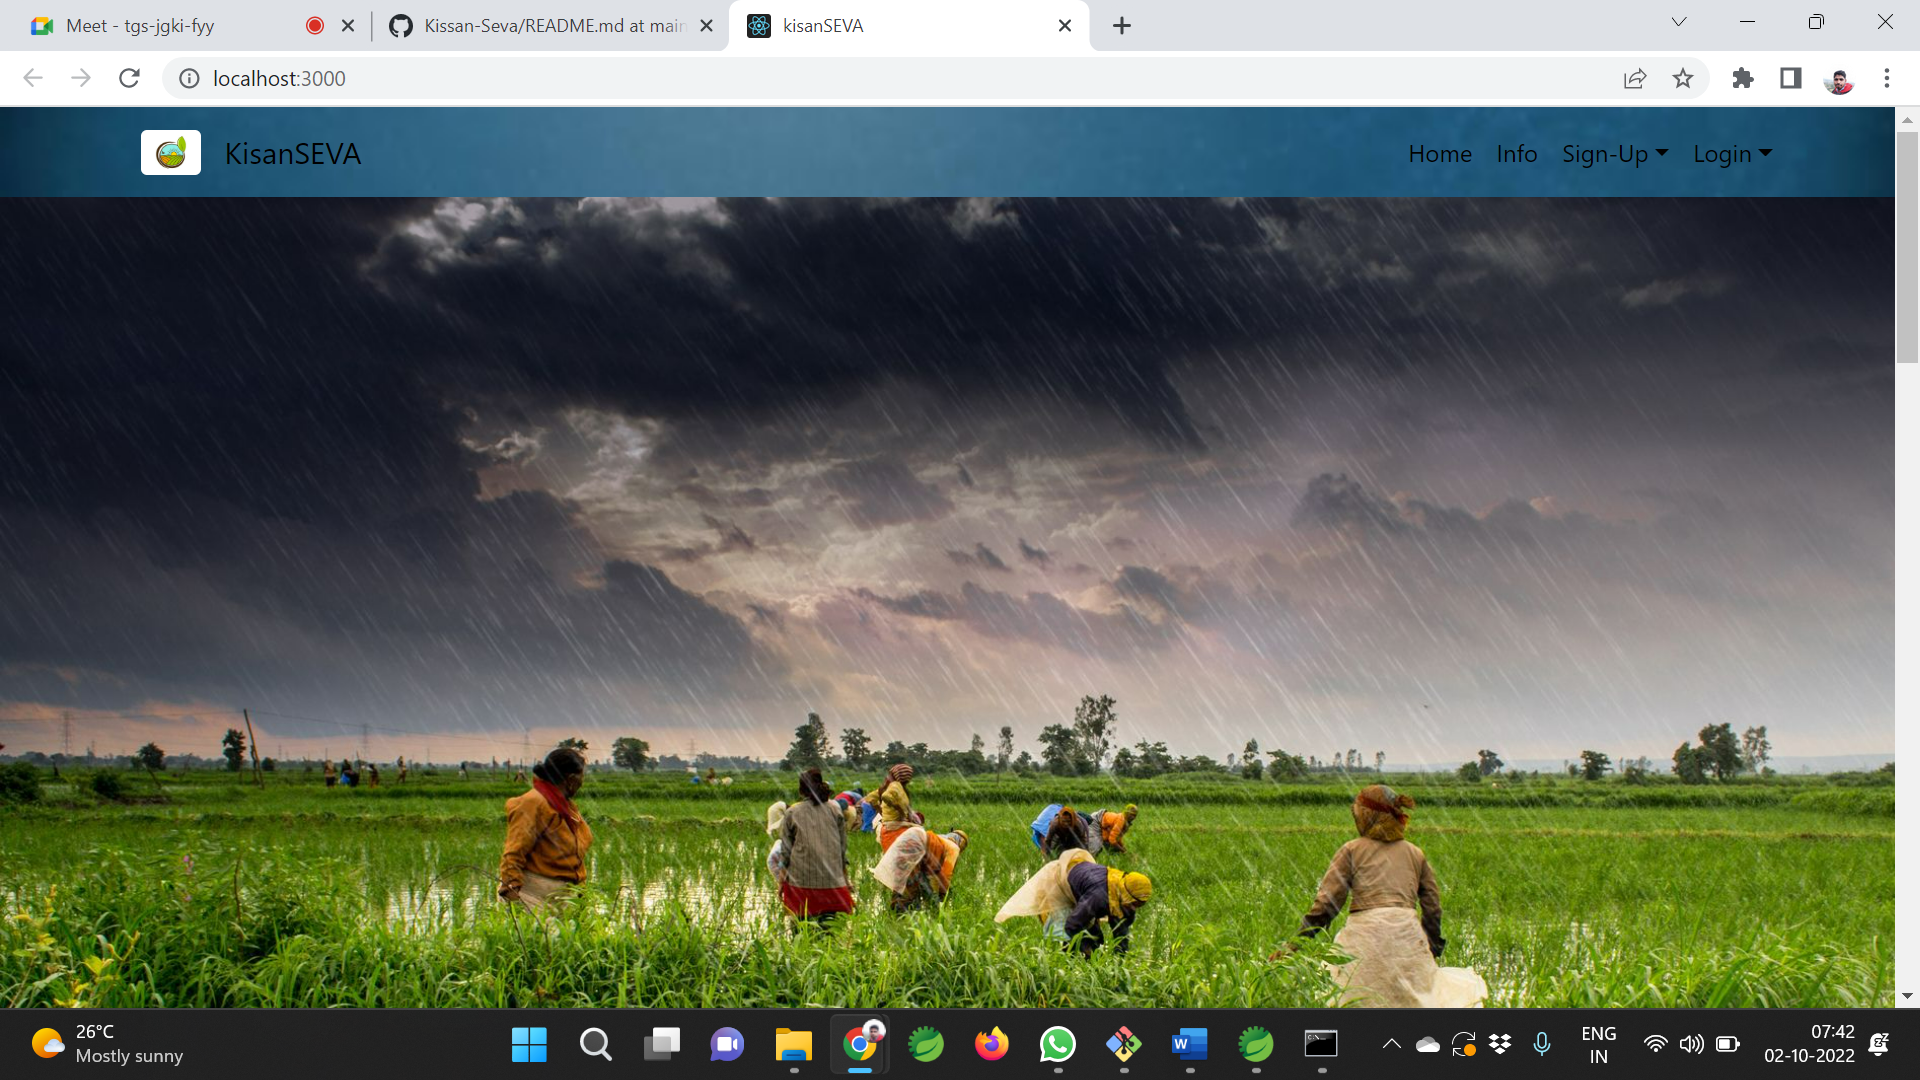 Meet - tgs-jgki-fyy
Kissan-Seva/README.md at main
kisanSEVA
localhost:3000
KisanSEVA
Home Info Sign-Up Login
26°C
Mostly sunny
ENG
IN
07:42
02-10-2022